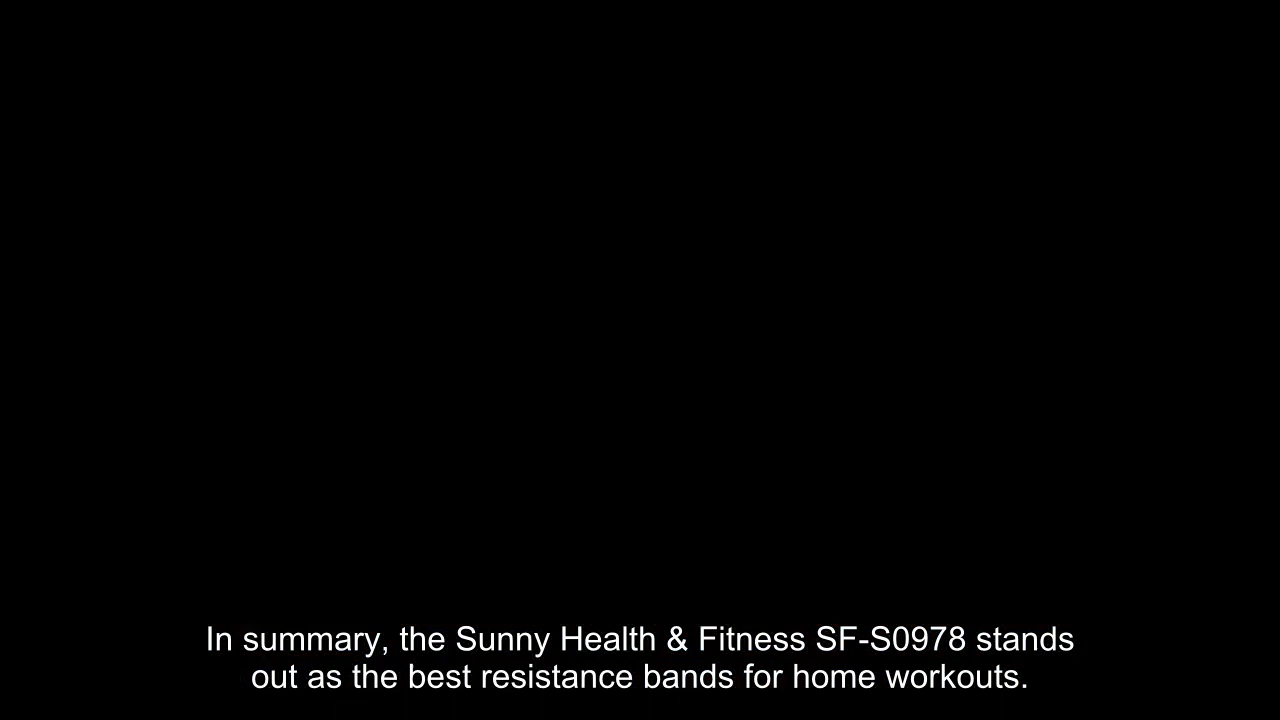 In summary, the Sunny Health & Fitness SF-S0978 stands
out as the best resistance bands for home workouts.